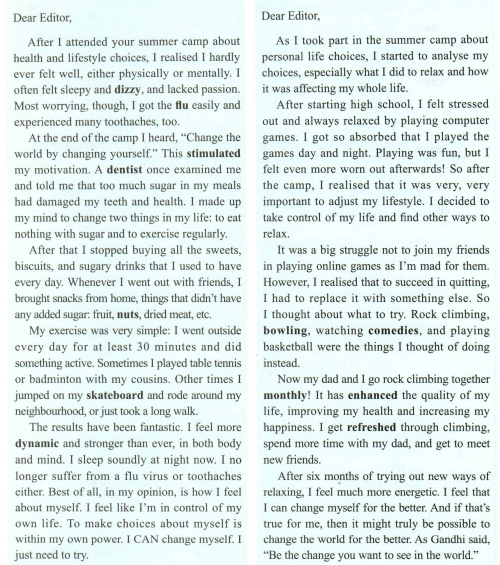 Dear Editor,
After I attended your summer camp about
health and lifestyle choices, I realised I hardly
ever felt well, either physically or mentally. I
often felt sleepy and dizzy, and lacked passion.
Most worrying, though, I got the flu easily and
experienced many toothaches, too.
At the end of the camp I heard, “Change the
world by changing yourself.” This stimulated
my motivation. A dentist once examined me
and told me that too much sugar in my meals
had damaged my teeth and health. I made up
my mind to change two things in my life: to eat
nothing with sugar and to exercise regularly.
After that I stopped buying all the sweets,
biscuits, and sugary drinks that I used to have
every day. Whenever I went out with friends, I
brought snacks from home, things that didn’t have
any added sugar: fruit, nuts, dried meat, etc.
My exercise was very simple: I went outside
every day for at least 30 minutes and did
something active. Sometimes I played table tennis
or badminton with my cousins. Other times I
jumped on my skateboard and rode around my
neighbourhood, or just took a long walk.
The results have been fantastic. I feel more
dynamic and stronger than ever, in both body
and mind. I sleep soundly at night now. I no
longer suffer from a flu virus or toothaches
either. Best of all, in my opinion, is how I feel
about myself. I feel like I’m in control of my
own life. To make choices about myself is
within my own power. I CAN change myself. I
just need to try.
Dear Editor,
As I took part in the summer camp about
personal life choices, I started to analyse my
choices, especially what I did to relax and how
it was affecting my whole life.
After starting high school, I felt stressed
out and always relaxed by playing computer
games. I got so absorbed that I played the
games day and night. Playing was fun, but I
felt even more worn out afterwards! So after
the camp, I realised that it was very, very
important to adjust my lifestyle. I decided to
take control of my life and find other ways to
relax.
It was a big struggle not to join my friends
in playing online games as I’m mad for them.
However, I realised that to succeed in quitting,
I had to replace it with something else. So
I thought about what to try. Rock climbing,
bowling, watching comedies, and playing
basketball were the things I thought of doing
instead.
Now my dad and I go rock climbing together
monthly! It has enhanced the quality of my
life, improving my health and increasing my
happiness. I get refreshed through climbing,
spend more time with my dad, and get to meet
new friends.
After six months of trying out new ways of
relaxing, I feel much more energetic. I feel that
I can change myself for the better. And if that’s
true for me, then it might truly be possible to
change the world for the better. As Gandhi said,
“Be the change you want to see in the world.”